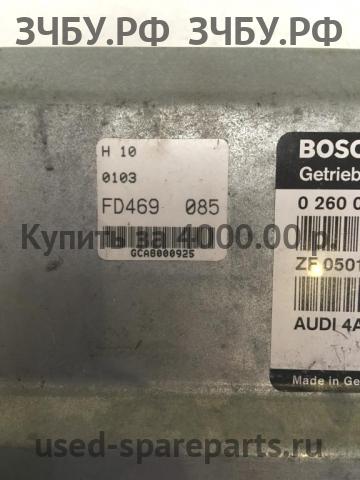 ЗЧБУ.РФ ЗЧБУ.РФ
H 10
0103
FD469 085
GCAB000925
BOSC
Getrieb
0 260 0
ZF 0501
AUDI 4A
Made in Ge
Купить за 4000.00 р.
used-spareparts.ru